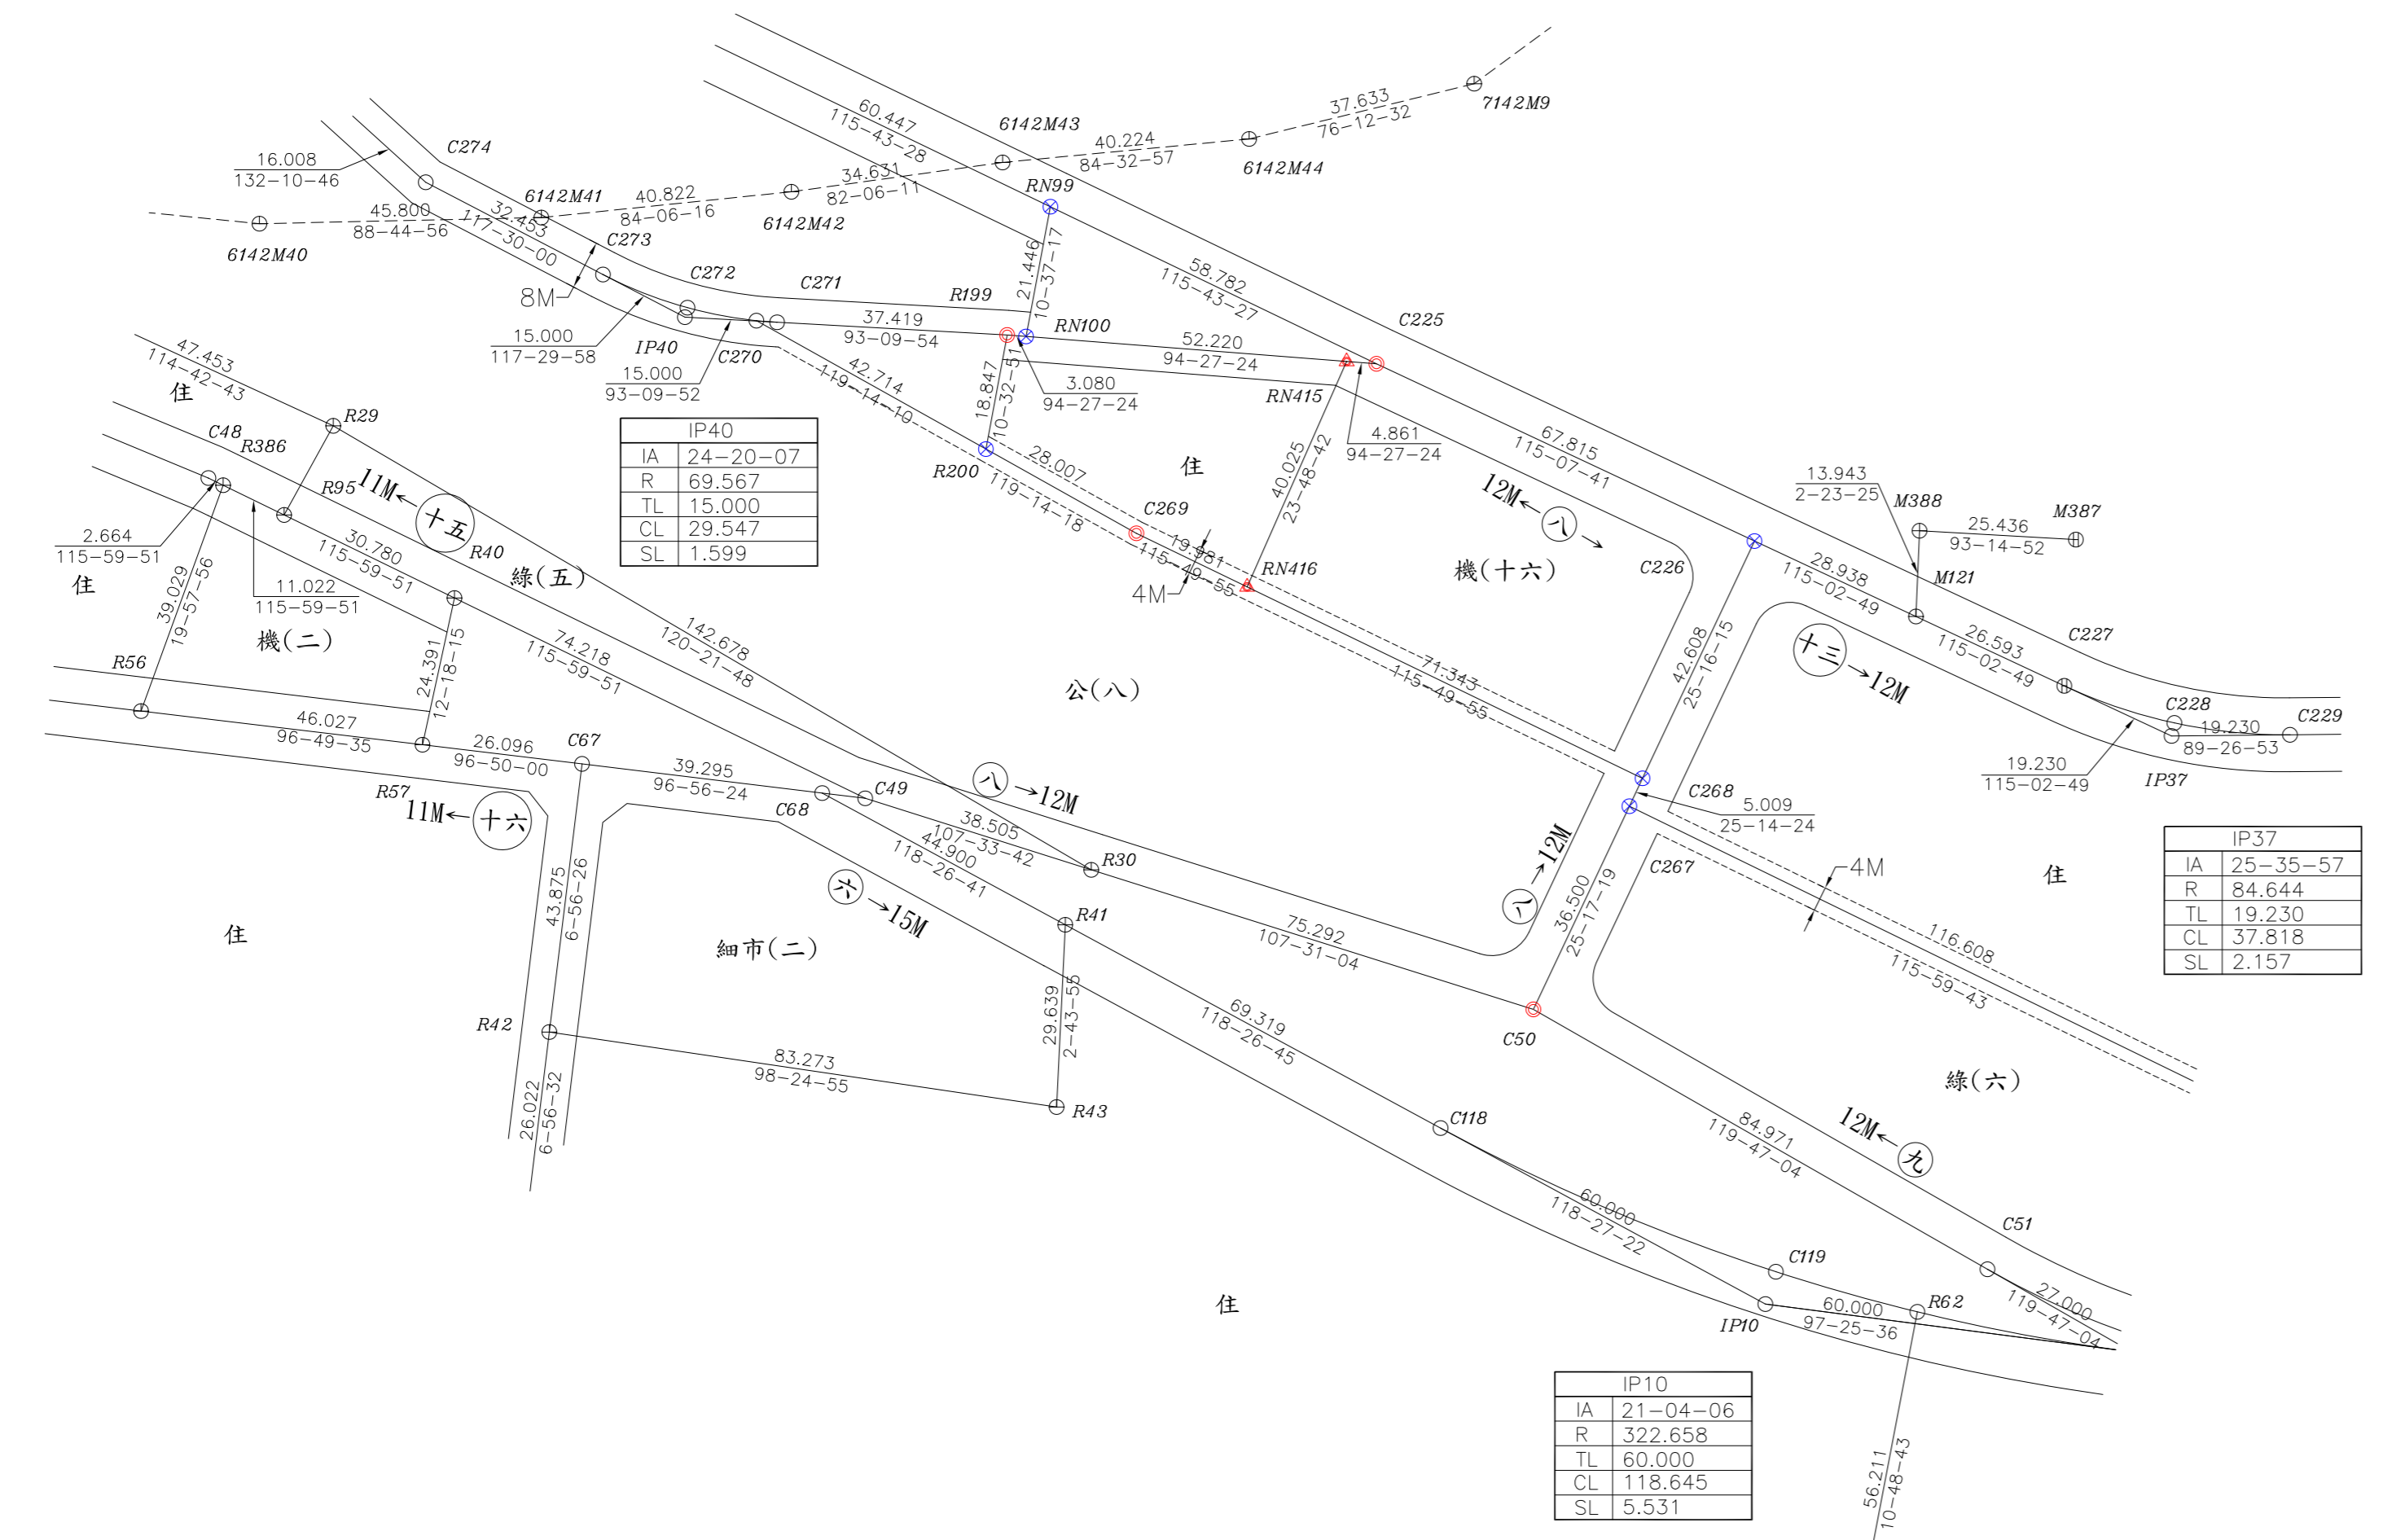 60.447
115-43-28
6142M43
37.633
76-12-32
7142M9
40.224
84-32-57
6142M44
C274
16.008
132-10-46
34.631
82-06-11
RN99
6142M41
40.822
84-06-16
6142M42
32.453
117-30-00
45.800
88-44-56
6142M40
C273
21.446
10-37-17
58.782
115-43-27
C272
C271
R199
8M
C225
37.419
93-09-54
RN100
52.220
94-27-24
15.000
117-29-58
IP40
C270
15.000
93-09-52
42.714
119-14-10
18.847
10-32-51
3.080
94-27-24
RN415
47.453
114-42-43
住
R29
C48
R386
IP40
IA 24-20-07
R 69.567
TL 15.000
CL 29.547
SL 1.599
4.861
94-27-24
67.815
115-07-41
R200
28.007
119-14-18
住
40.025
23-48-42
13.943
2-23-25
M388
M387
25.436
93-14-52
R95
11M←十五
C269
12M←八→
R40
2.664
115-59-51
30.780
115-59-51
綠(五)
19.981
115-49-55
RN416
機(十六)
C226
28.938
115-02-49
M121
住
39.029
19-57-56
11.022
115-59-51
4M
機(二)
R56
24.391
12-18-15
74.218
115-59-51
142.678
120-21-48
公(八)
71.343
115-49-55
42.608
25-16-15
十三→12M
26.593
115-02-49
C227
C228
C229
19.230
89-26-53
46.027
96-49-35
26.096
96-50-00
C67
39.295
96-56-24
C49
八→12M
19.230
115-02-49
IP37
R57
11M←十六
C68
38.505
107-33-42
44.900
118-26-41
R30
C268
5.009
25-14-24
八→12M
C267
4M
住
IP37
IA 25-35-57
R 84.644
TL 19.230
CL 37.818
SL 2.157
43.875
6-56-26
六→15M
R41
36.500
25-17-19
住
細市(二)
75.292
107-31-04
116.608
115-59-43
R42
29.639
2-43-55
69.319
118-26-45
C50
83.273
98-24-55
R43
26.022
6-56-32
綠(六)
C118
84.971
119-47-04
12M←九
60.000
118-27-22
C51
C119
住
27.000
119-47-04
60.000
97-25-36
R62
IP10
IP10
IA 21-04-06
R 322.658
TL 60.000
CL 118.645
SL 5.531
56.211
10-48-43